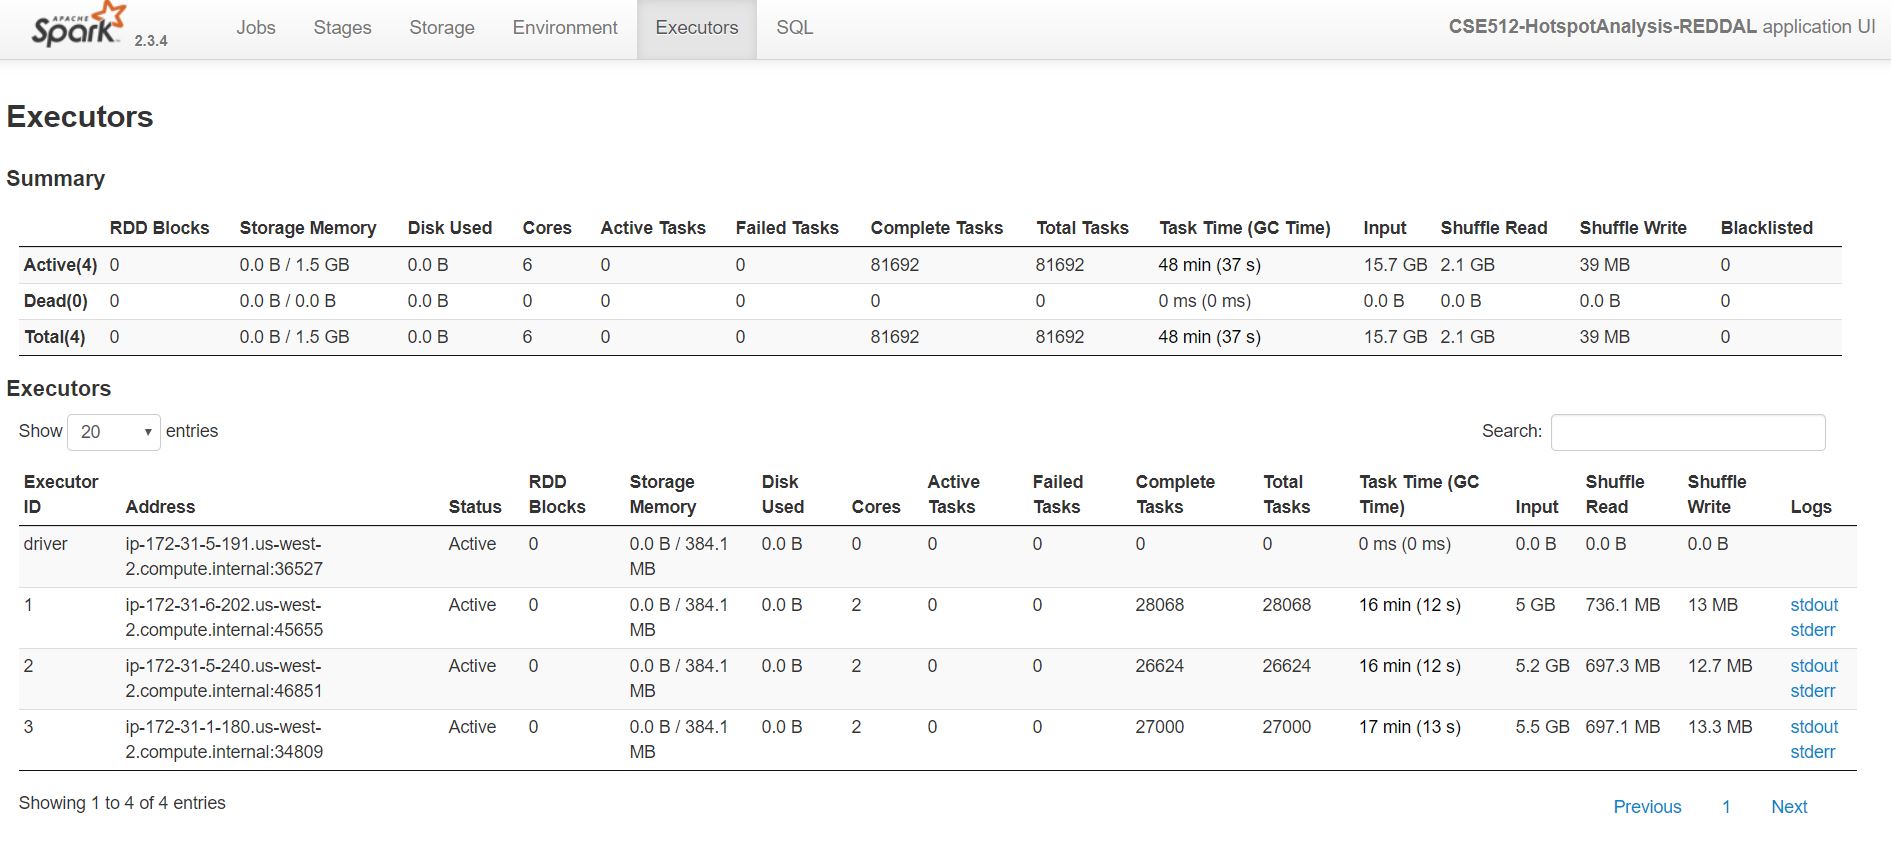 APACHE Spark 2.3.4 Jobs Stages Storage Environment Executors SQL CSE512-HotspotAnalysis-REDDAL application UI
Executors
Summary
RDD Blocks Storage Memory Disk Used Cores Active Tasks Failed Tasks Complete Tasks Total Tasks Task Time (GC Time) Input Shuffle Read Shuffle Write Blacklisted
Active(4) 0 0.0 B / 1.5 GB 0.0 B 6 0 0 81692 81692 48 min (37 s) 15.7 GB 2.1 GB 39 MB 0
Dead(0) 0 0.0 B / 0.0 B 0.0 B 0 0 0 0 0 0 ms (0 ms) 0.0 B 0.0 B 0.0 B 0
Total(4) 0 0.0 B / 1.5 GB 0.0 B 6 0 0 81692 81692 48 min (37 s) 15.7 GB 2.1 GB 39 MB 0
Executors
Show 20 entries Search:
Executor RDD Storage Disk Active Failed Complete Total Task Time (GC Shuffle Shuffle
ID Address Status Blocks Memory Used Cores Tasks Tasks Tasks Tasks Time) Input Read Write Logs
driver ip-172-31-5-191.us-west- Active 0 0.0 B / 384.1 0.0 B 0 0 0 0 0 0 ms (0 ms) 0.0 B 0.0 B 0.0 B
2.compute.internal:36527 MB
1 ip-172-31-6-202.us-west- Active 0 0.0 B / 384.1 0.0 B 2 0 0 28068 28068 16 min (12 s) 5 GB 736.1 MB 13 MB stdout
2.compute.internal:45655 MB stderr
2 ip-172-31-5-240.us-west- Active 0 0.0 B / 384.1 0.0 B 2 0 0 26624 26624 16 min (12 s) 5.2 GB 697.3 MB 12.7 MB stdout
2.compute.internal:46851 MB stderr
3 ip-172-31-1-180.us-west- Active 0 0.0 B / 384.1 0.0 B 2 0 0 27000 27000 17 min (13 s) 5.5 GB 697.1 MB 13.3 MB stdout
2.compute.internal:34809 MB stderr
Showing 1 to 4 of 4 entries Previous 1 Next